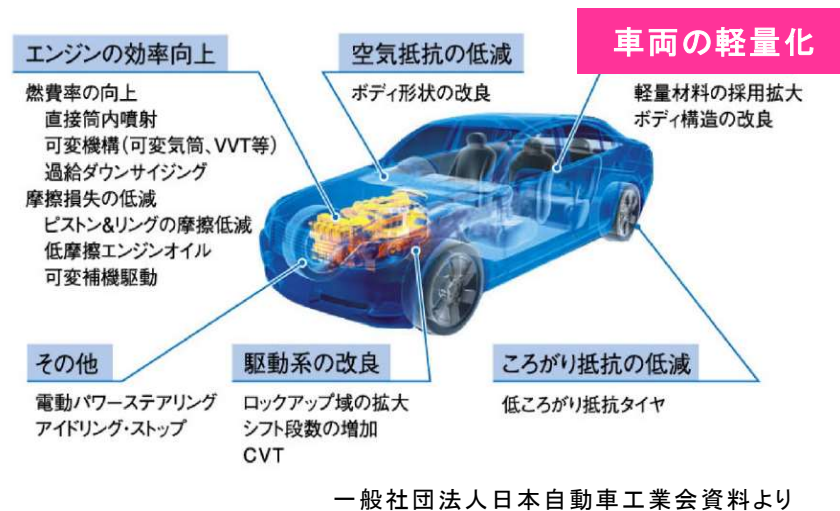 エンジンの効率向上
燃費率の向上
直接筒内噴射
可変機構(可変気筒、VVT等)
過給ダウンサイジング
摩擦損失の低減
ピストン&リングの摩擦低減
低摩擦エンジンオイル
可変補機駆動
空気抵抗の低減
ボディ形状の改良
車両の軽量化
軽量材料の採用拡大
ボディ構造の改良
その他
電動パワーステアリング
アイドリング・ストップ
駆動系の改良
ロックアップ域の拡大
シフト段数の増加
CVT
ころがり抵抗の低減
低ころがり抵抗タイヤ
一般社団法人日本自動車工業会資料より